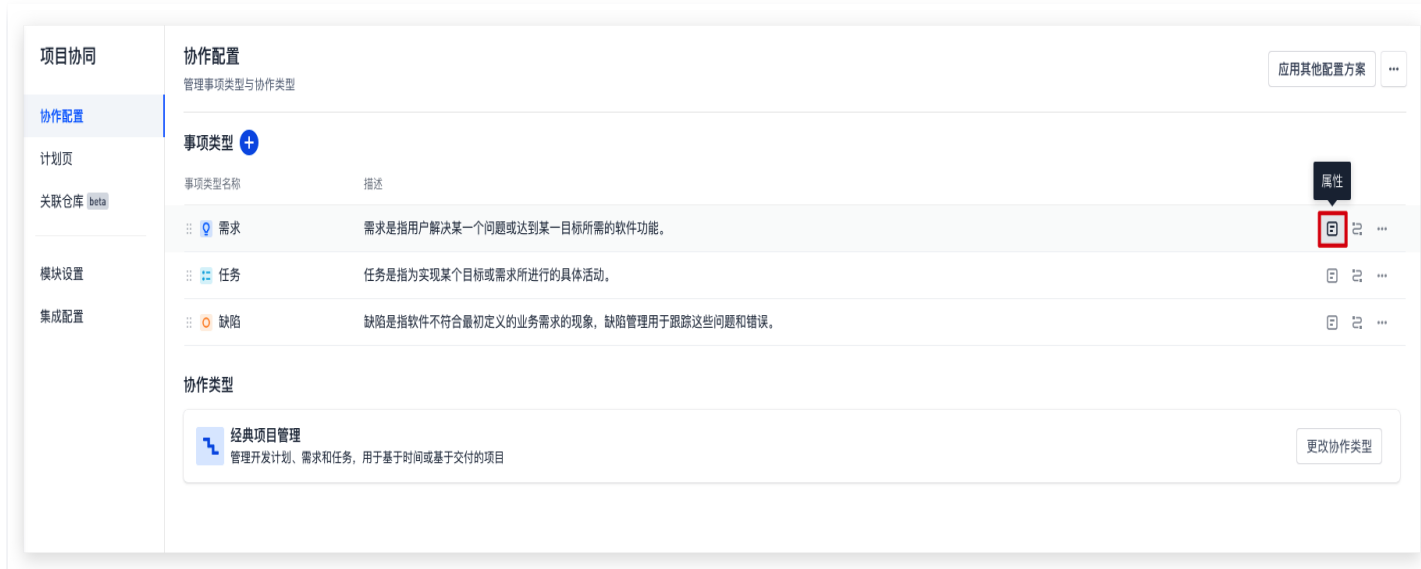 项目协同
协作配置
计划页
关联仓库 beta
模块设置
集成配置
协作配置
管理事项类型与协作类型
应用其他配置方案 ···
事项类型 +
事项类型名称 描述
属性
需求 需求是指用户解决某一个问题或达到某一目标所需的软件功能。
任务 任务是指为实现某个目标或需求所进行的具体活动。
缺陷 缺陷是指软件不符合最初定义的业务需求的现象，缺陷管理用于跟踪这些问题和错误。
协作类型
经典项目管理
管理开发计划、需求和任务，用于基于时间或基于交付的项目
更改协作类型